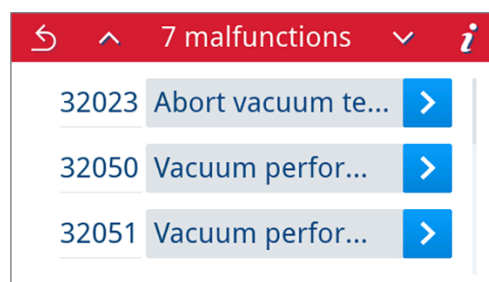 7 malfunctions i
32023 Abort vacuum te...
32050 Vacuum perfor...
32051 Vacuum perfor...